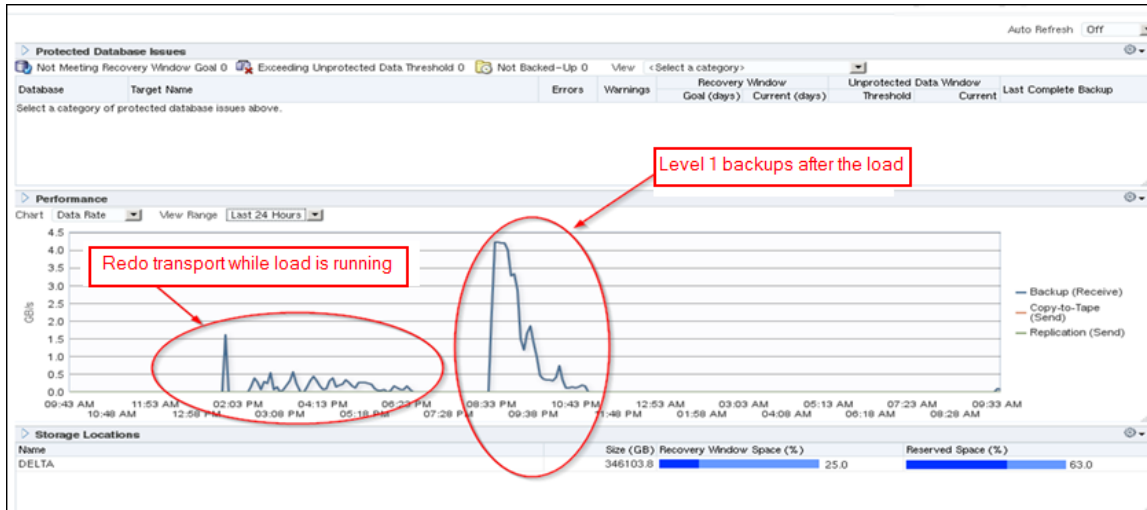 Auto Refresh Off
Protected Database Issues
Not Meeting Recovery Window Goal 0 Exceeding Unprotected Data Threshold 0 Not Backed-Up 0 View <Select a category>
Database Target Name Errors Warnings Recovery Window Unprotected Data Window Last Complete Backup
Goal (days) Current (days) Threshold Current
Select a category of protected database issues above.
Level 1 backups after the load
Performance
Chart Data Rate View Range Last 24 Hours
Redo transport while load is running
GB/s
4.5
4.0
3.5
3.0
2.5
2.0
1.5
1.0
0.5
0.0
Backup (Receive)
Copy-to-Tape
(Send)
Replication (Send)
09:43 AM 11:53 AM 02:03 PM 04:13 PM 06:23 PM 08:33 PM 10:43 PM 12:53 AM 03:03 AM 05:13 AM 07:23 AM 09:33 AM
10:48 AM 12:58 PM 03:08 PM 05:18 PM 07:28 PM 09:38 PM 11:48 PM 01:58 AM 04:08 AM 06:18 AM 08:28 AM
Storage Locations
Name Size (GB) Recovery Window Space (%) Reserved Space (%)
DELTA 346103.8 25.0 63.0